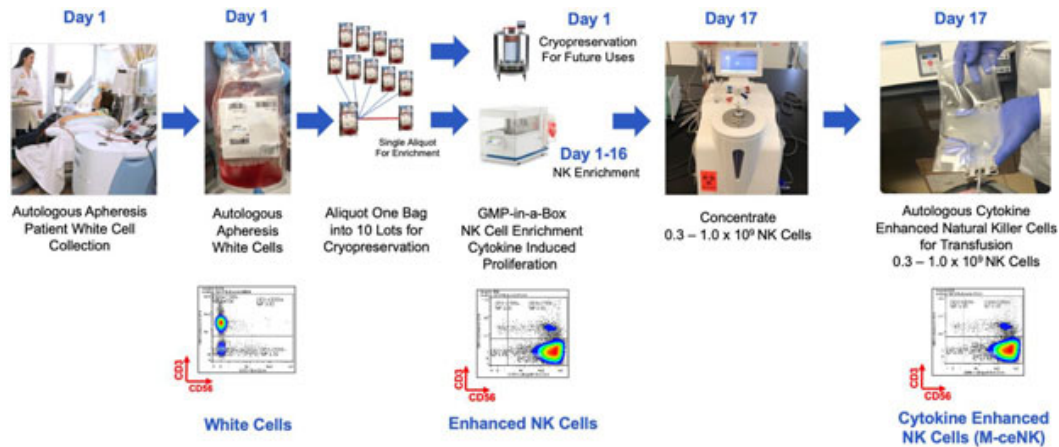 Day 1
Day 1
Day 1
Day 17
Day 17
Cryopreservation
For Future Uses
Single Aliquot
For Enrichment
Day 1-16
NK Enrichment
Autologous Apheresis
Patient White Cell
Collection
Autologous
Apheresis
White Cells
Aliquot One Bag
into 10 Lots for
Cryopreservation
GMP-in-a-Box
NK Cell Enrichment
Cytokine Induced
Proliferation
Concentrate
0.3 – 1.0 x 10⁹ NK Cells
Autologous Cytokine
Enhanced Natural Killer Cells
for Transfusion
0.3 – 1.0 x 10⁹ NK Cells
CD3
CD56
CD3
CD56
CD3
CD56
White Cells
Enhanced NK Cells
Cytokine Enhanced
NK Cells (M-ceNK)